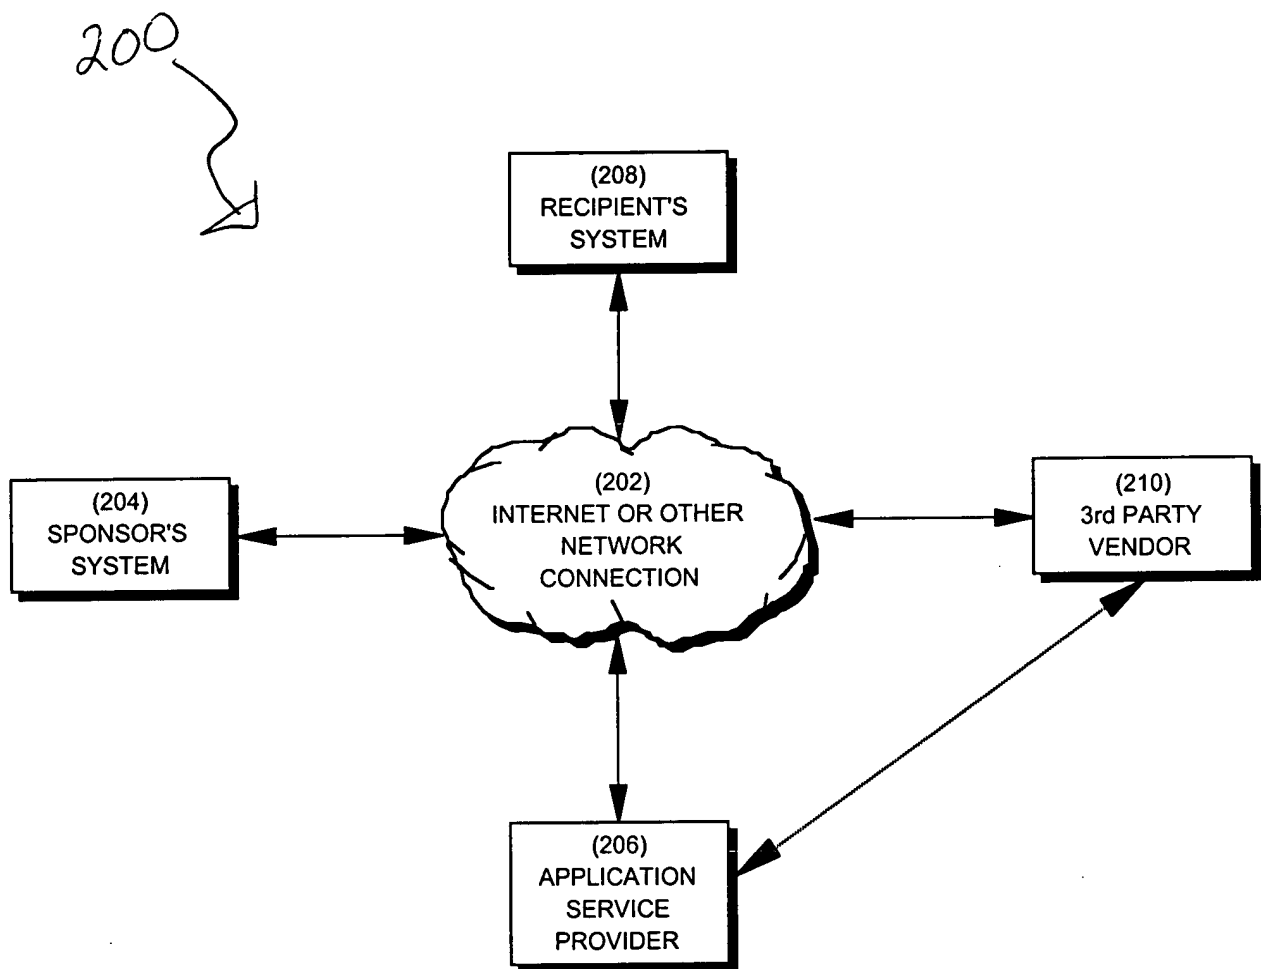 200
(208)
RECIPIENT'S
SYSTEM
(204)
SPONSOR'S
SYSTEM
(202)
INTERNET OR OTHER
NETWORK
CONNECTION
(210)
3rd PARTY
VENDOR
(206)
APPLICATION
SERVICE
PROVIDER